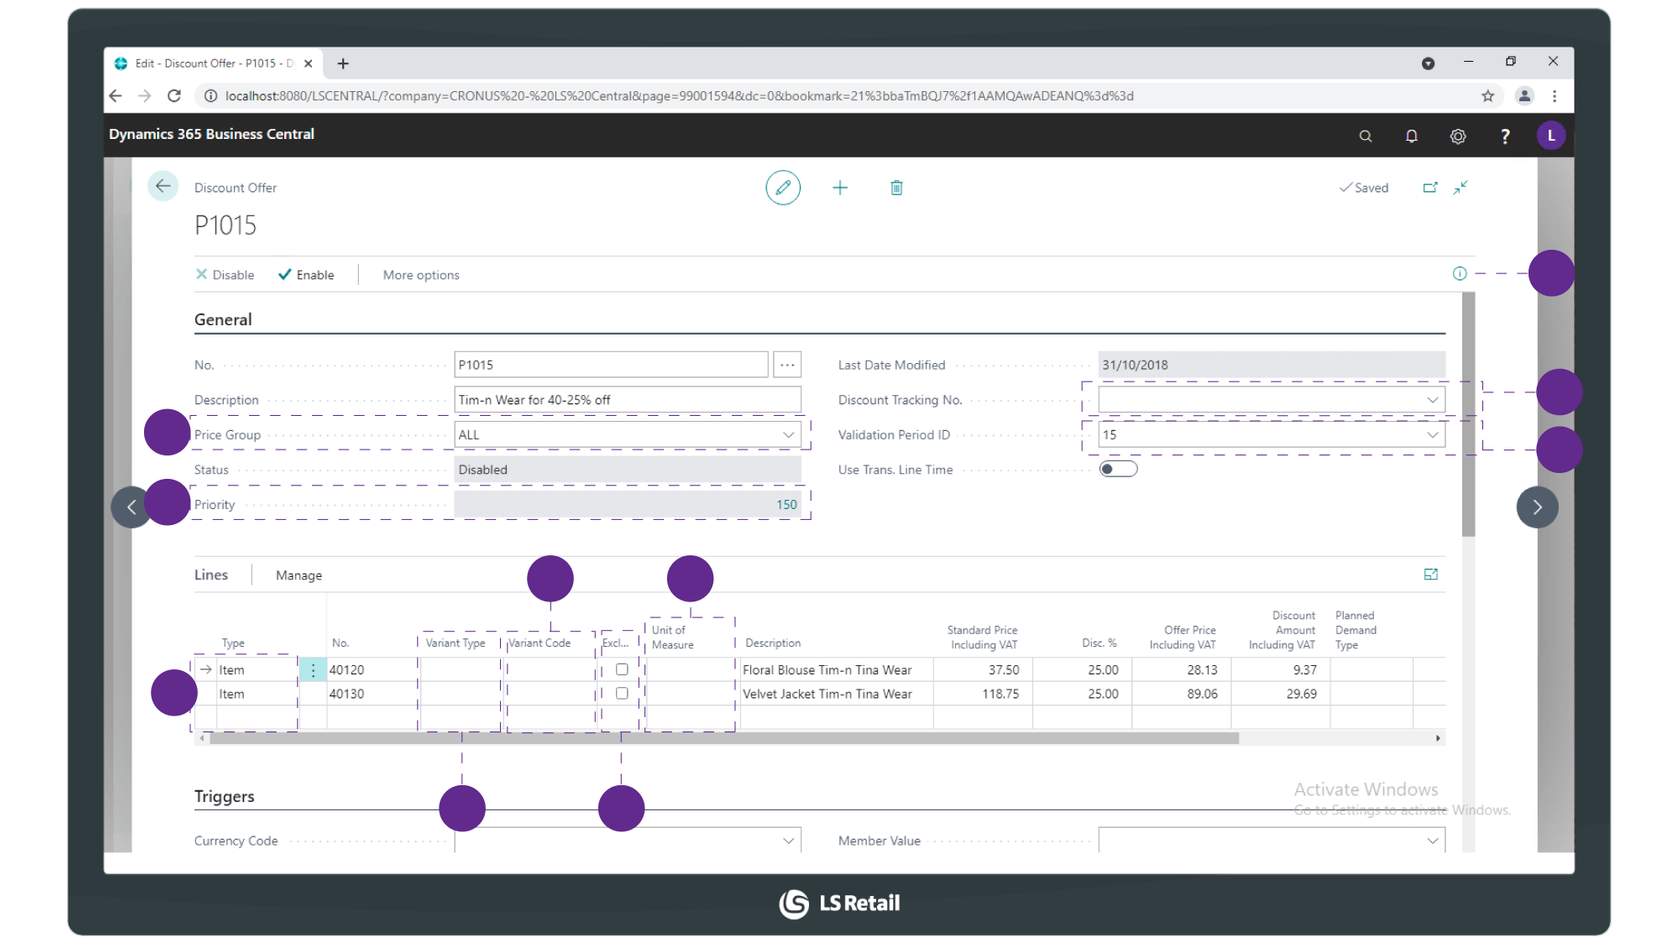 Edit - Discount Offer - P1015 - D
localhost:8080/LSCENTRAL/?company=CRONUS%20-%20LS%20Central&page=99001594&dc=0&bookmark=21%3bbaTmBQJ7%2f1AAMQAwADEANQ%3d%3d
Dynamics 365 Business Central
? L
Discount Offer
Saved
P1015
Disable Enable More options
General
No. P1015 Last Date Modified 31/10/2018
Description Tim-n Wear for 40-25% off Discount Tracking No.
Price Group ALL Validation Period ID 15
Status Disabled Use Trans. Line Time
Priority 150
Lines Manage
Type No. Variant Type Variant Code Excl... Unit of Measure Description Standard Price Including VAT Disc. % Offer Price Including VAT Discount Amount Including VAT Planned Demand Type
Item 40120 Floral Blouse Tim-n Tina Wear 37.50 25.00 28.13 9.37
Item 40130 Velvet Jacket Tim-n Tina Wear 118.75 25.00 89.06 29.69
Activate Windows
Go to Settings to activate Windows.
Triggers
Currency Code Member Value
LS Retail